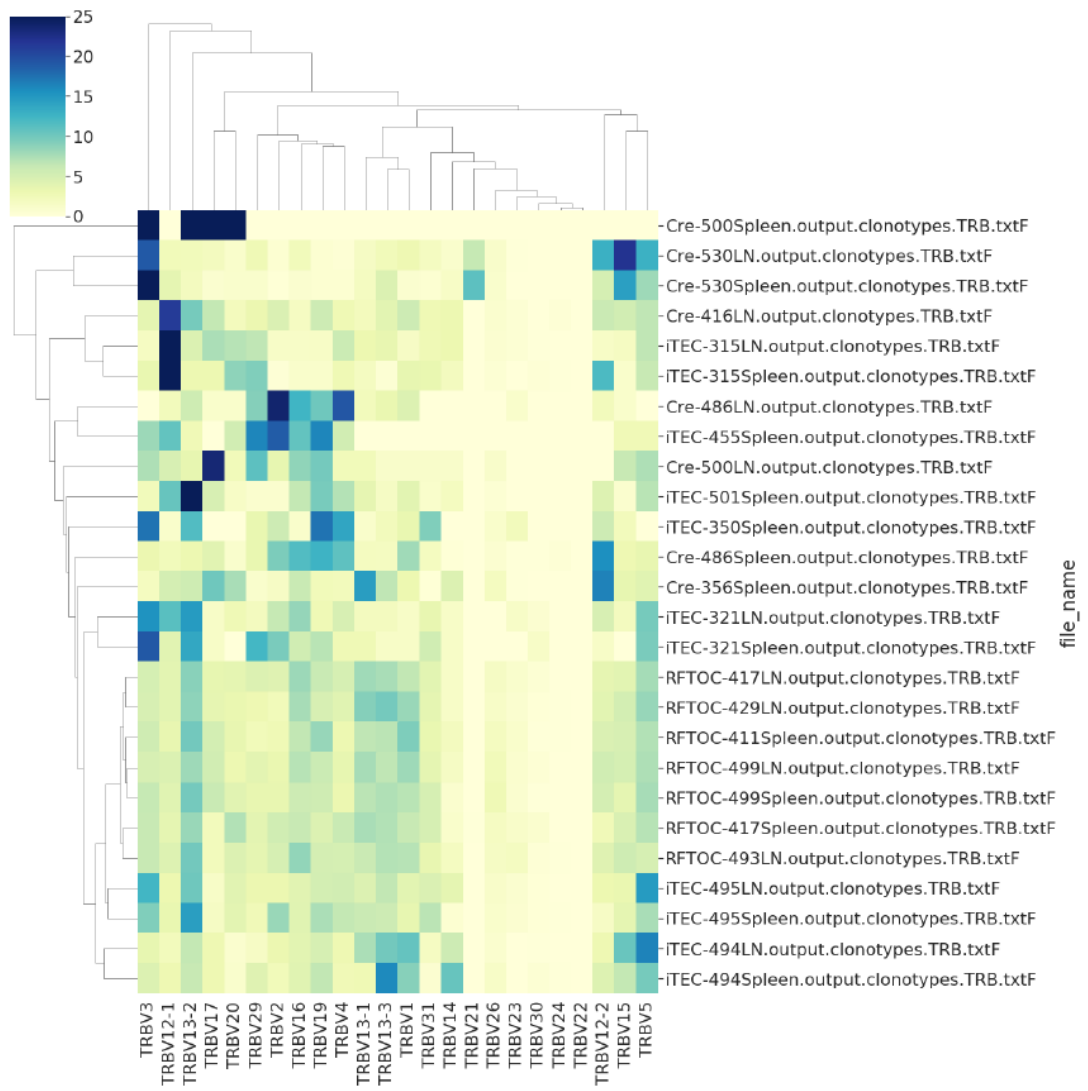 25
20
15
10
5
0
Cre-500Spleen.output.clonotypes.TRB.txtF
Cre-530LN.output.clonotypes.TRB.txtF
Cre-530Spleen.output.clonotypes.TRB.txtF
Cre-416LN.output.clonotypes.TRB.txtF
iTEC-315LN.output.clonotypes.TRB.txtF
iTEC-315Spleen.output.clonotypes.TRB.txtF
Cre-486LN.output.clonotypes.TRB.txtF
iTEC-455Spleen.output.clonotypes.TRB.txtF
Cre-500LN.output.clonotypes.TRB.txtF
iTEC-501Spleen.output.clonotypes.TRB.txtF
iTEC-350Spleen.output.clonotypes.TRB.txtF
Cre-486Spleen.output.clonotypes.TRB.txtF
Cre-356Spleen.output.clonotypes.TRB.txtF
iTEC-321LN.output.clonotypes.TRB.txtF
iTEC-321Spleen.output.clonotypes.TRB.txtF
RFTOC-417LN.output.clonotypes.TRB.txtF
RFTOC-429LN.output.clonotypes.TRB.txtF
RFTOC-411Spleen.output.clonotypes.TRB.txtF
RFTOC-499LN.output.clonotypes.TRB.txtF
RFTOC-499Spleen.output.clonotypes.TRB.txtF
RFTOC-417Spleen.output.clonotypes.TRB.txtF
RFTOC-493LN.output.clonotypes.TRB.txtF
iTEC-495LN.output.clonotypes.TRB.txtF
iTEC-495Spleen.output.clonotypes.TRB.txtF
iTEC-494LN.output.clonotypes.TRB.txtF
iTEC-494Spleen.output.clonotypes.TRB.txtF
file_name
TRBV3
TRBV12-1
TRBV13-2
TRBV17
TRBV20
TRBV29
TRBV2
TRBV16
TRBV19
TRBV4
TRBV13-1
TRBV13-3
TRBV1
TRBV31
TRBV14
TRBV21
TRBV26
TRBV23
TRBV30
TRBV24
TRBV22
TRBV12-2
TRBV15
TRBV5